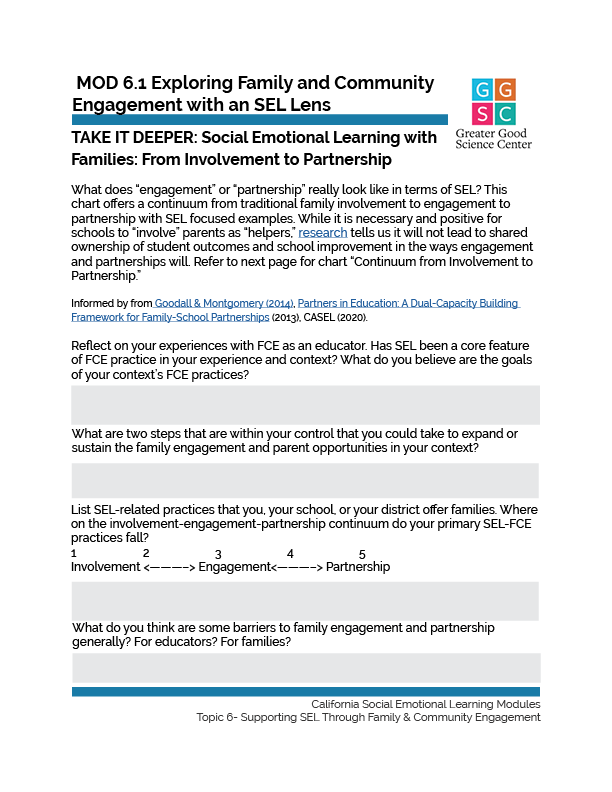 MOD 6.1 Exploring Family and Community
Engagement with an SEL Lens
G G
S C
Greater Good
Science Center
TAKE IT DEEPER: Social Emotional Learning with
Families: From Involvement to Partnership
What does “engagement” or “partnership” really look like in terms of SEL? This
chart offers a continuum from traditional family involvement to engagement to
partnership with SEL focused examples. While it is necessary and positive for
schools to “involve” parents as “helpers,” research tells us it will not lead to shared
ownership of student outcomes and school improvement in the ways engagement
and partnerships will. Refer to next page for chart “Continuum from Involvement to
Partnership.”
Informed by from Goodall & Montgomery (2014), Partners in Education: A Dual-Capacity Building
Framework for Family-School Partnerships (2013), CASEL (2020).
Reflect on your experiences with FCE as an educator. Has SEL been a core feature
of FCE practice in your experience and context? What do you believe are the goals
of your context’s FCE practices?
What are two steps that are within your control that you could take to expand or
sustain the family engagement and parent opportunities in your context?
List SEL-related practices that you, your school, or your district offer families. Where
on the involvement-engagement-partnership continuum do your primary SEL-FCE
practices fall?
1 2 3 4 5
Involvement <————> Engagement<————> Partnership
What do you think are some barriers to family engagement and partnership
generally? For educators? For families?
California Social Emotional Learning Modules
Topic 6- Supporting SEL Through Family & Community Engagement